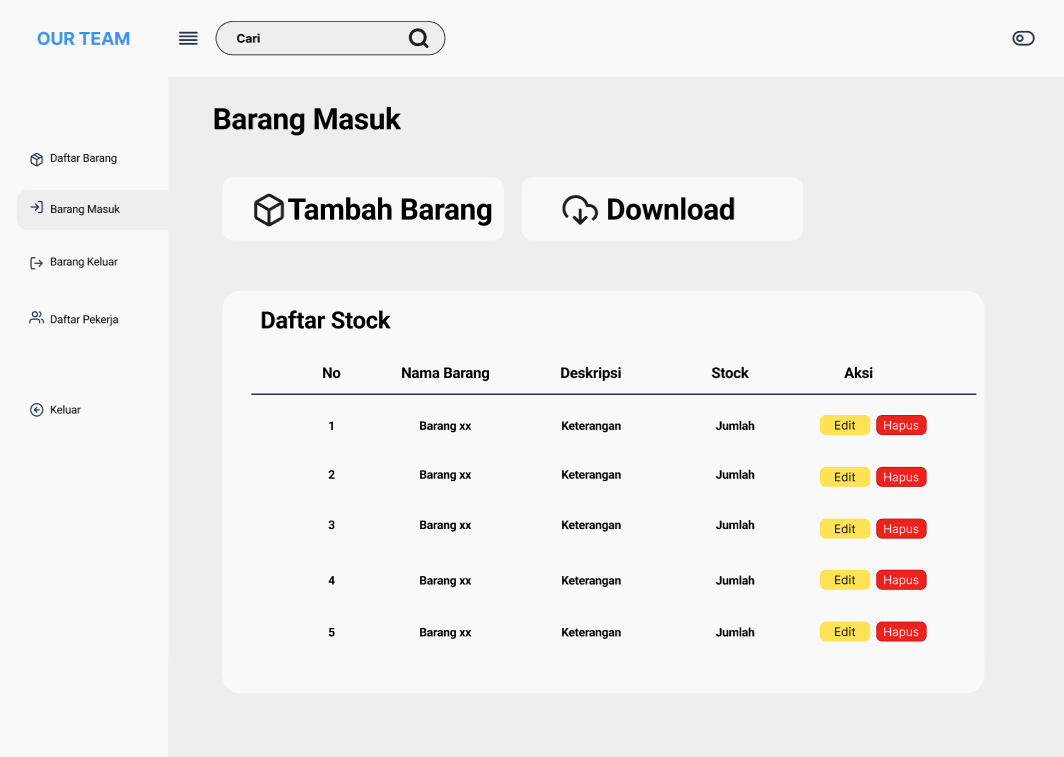 OUR TEAM
Cari
Daftar Barang
Barang Masuk
Barang Keluar
Daftar Pekerja
Keluar
Barang Masuk
Tambah Barang
Download
Daftar Stock
No Nama Barang Deskripsi Stock Aksi
1 Barang xx Keterangan Jumlah Edit Hapus
2 Barang xx Keterangan Jumlah Edit Hapus
3 Barang xx Keterangan Jumlah Edit Hapus
4 Barang xx Keterangan Jumlah Edit Hapus
5 Barang xx Keterangan Jumlah Edit Hapus